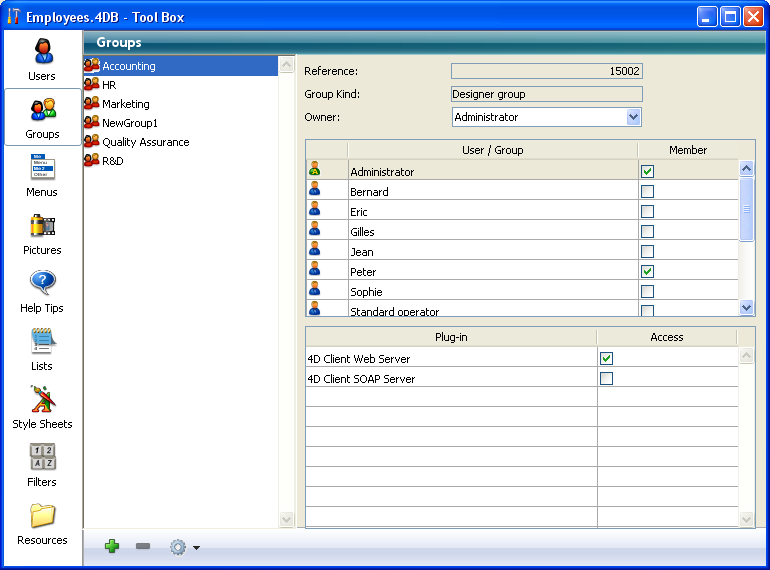 Employees.4DB - Tool Box
Groups
Users
Groups
Menus
Pictures
Help Tips
Lists
Style Sheets
Filters
Resources
Accounting
HR
Marketing
NewGroup1
Quality Assurance
R&D
Reference: 15002
Group Kind: Designer group
Owner: Administrator
User / Group Member
Administrator
Bernard
Eric
Gilles
Jean
Peter
Sophie
Standard operator
Plug-in Access
4D Client Web Server
4D Client SOAP Server